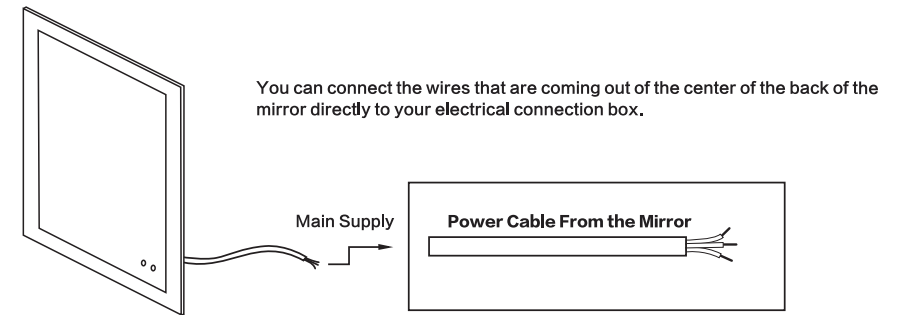 You can connect the wires that are coming out of the center of the back of the
mirror directly to your electrical connection box.
Main Supply
Power Cable From the Mirror